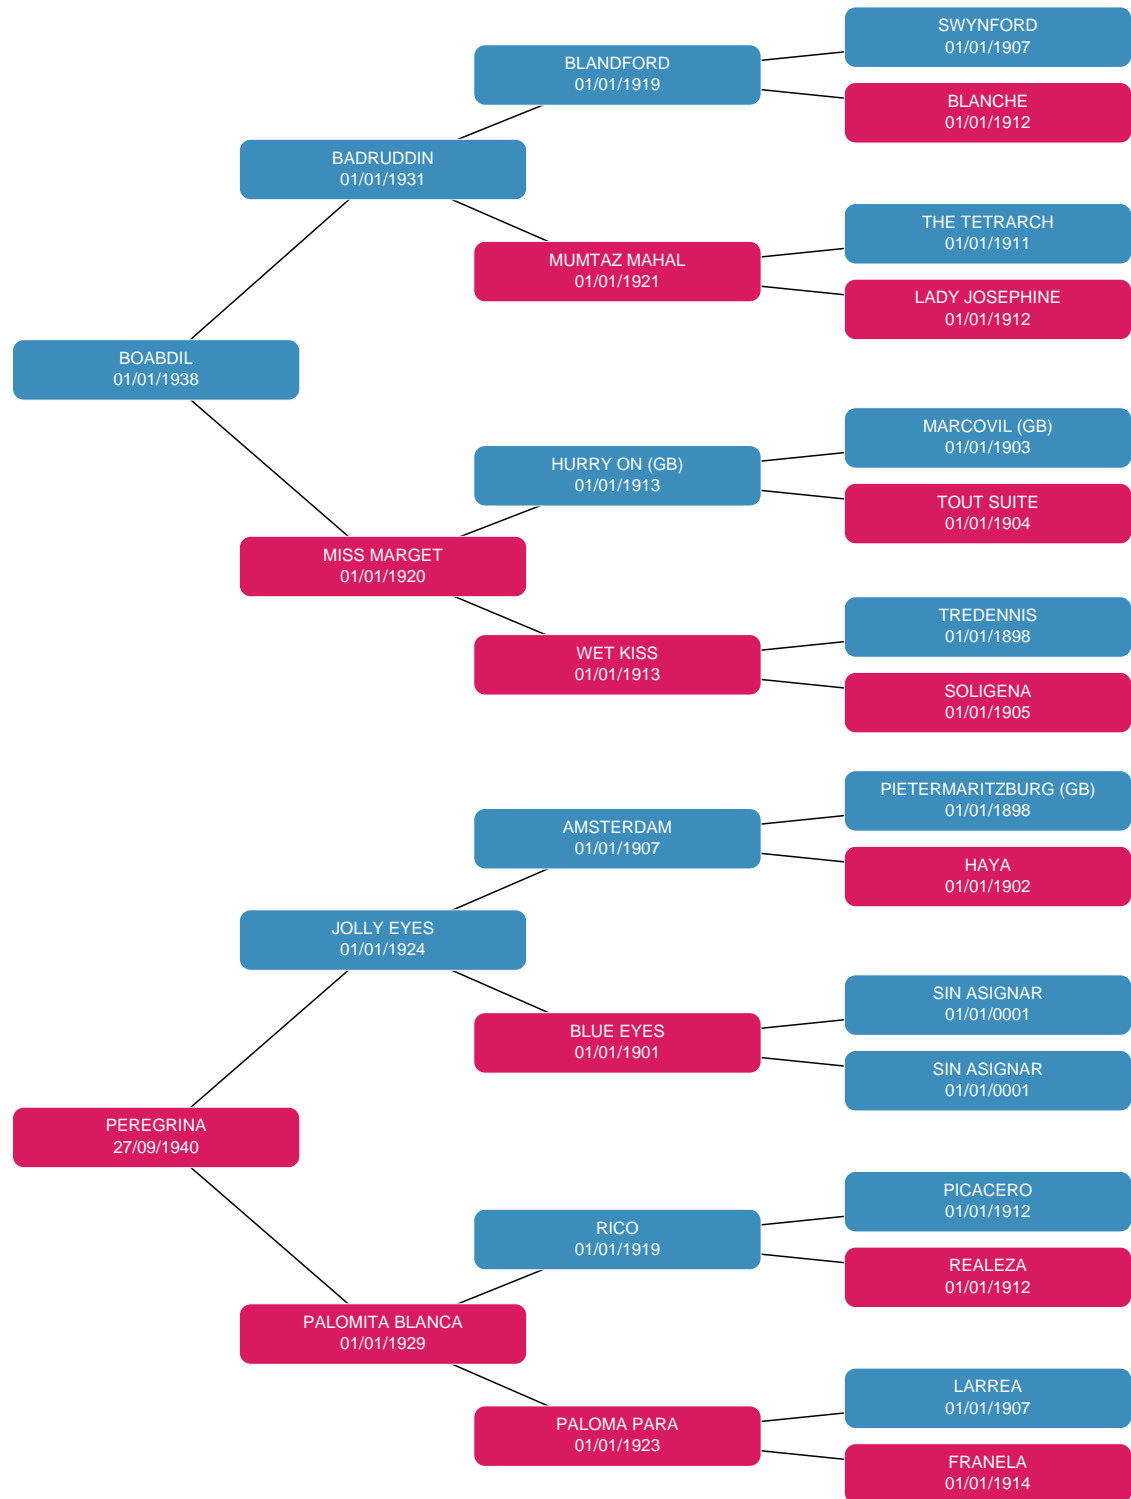 SWYNFORD
01/01/1907
BLANDFORD
01/01/1919
BLANCHE
01/01/1912
BADRUDDIN
01/01/1931
THE TETRARCH
01/01/1911
MUMTAZ MAHAL
01/01/1921
LADY JOSEPHINE
01/01/1912
BOABDIL
01/01/1938
MARCOVIL (GB)
01/01/1903
HURRY ON (GB)
01/01/1913
TOUT SUITE
01/01/1904
MISS MARGET
01/01/1920
TREDENNIS
01/01/1898
WET KISS
01/01/1913
SOLIGENA
01/01/1905
PIETERMARITZBURG (GB)
01/01/1898
AMSTERDAM
01/01/1907
HAYA
01/01/1902
JOLLY EYES
01/01/1924
SIN ASIGNAR
01/01/0001
BLUE EYES
01/01/1901
SIN ASIGNAR
01/01/0001
PEREGRINA
27/09/1940
PICACERO
01/01/1912
RICO
01/01/1919
REALEZA
01/01/1912
PALOMITA BLANCA
01/01/1929
LARREA
01/01/1907
PALOMA PARA
01/01/1923
FRANELA
01/01/1914